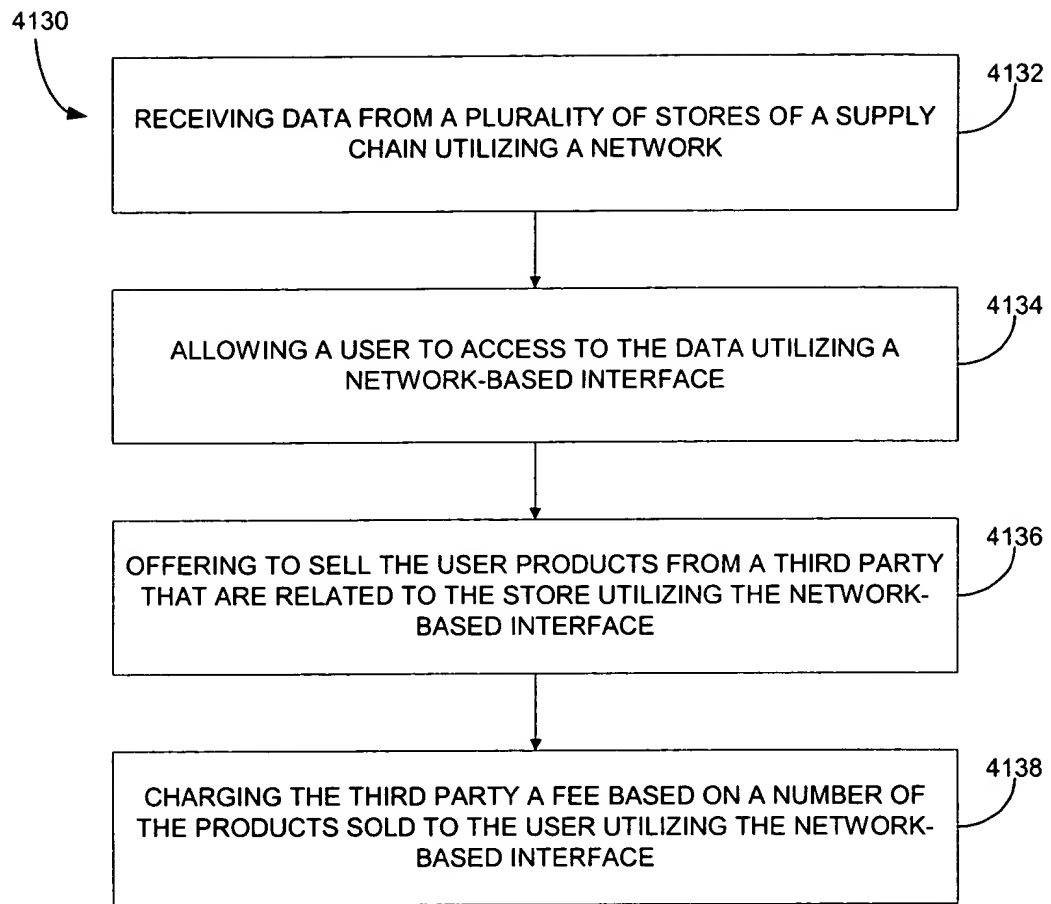 4130
4132
RECEIVING DATA FROM A PLURALITY OF STORES OF A SUPPLY
CHAIN UTILIZING A NETWORK
4134
ALLOWING A USER TO ACCESS TO THE DATA UTILIZING A
NETWORK-BASED INTERFACE
4136
OFFERING TO SELL THE USER PRODUCTS FROM A THIRD PARTY
THAT ARE RELATED TO THE STORE UTILIZING THE NETWORK-
BASED INTERFACE
4138
CHARGING THE THIRD PARTY A FEE BASED ON A NUMBER OF
THE PRODUCTS SOLD TO THE USER UTILIZING THE NETWORK-
BASED INTERFACE